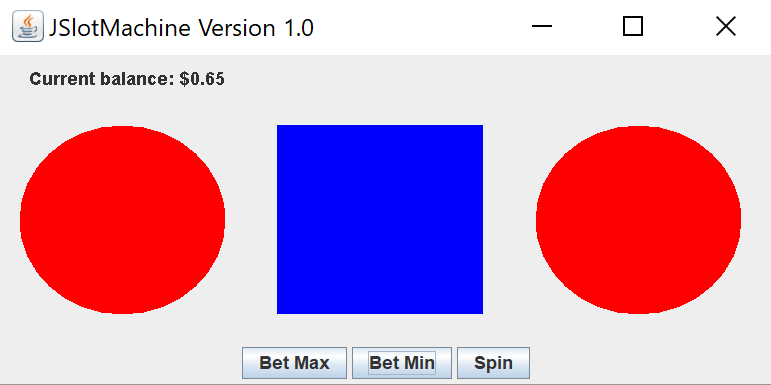 JSlotMachine Version 1.0
Current balance: $0.65
Bet Max Bet Min Spin